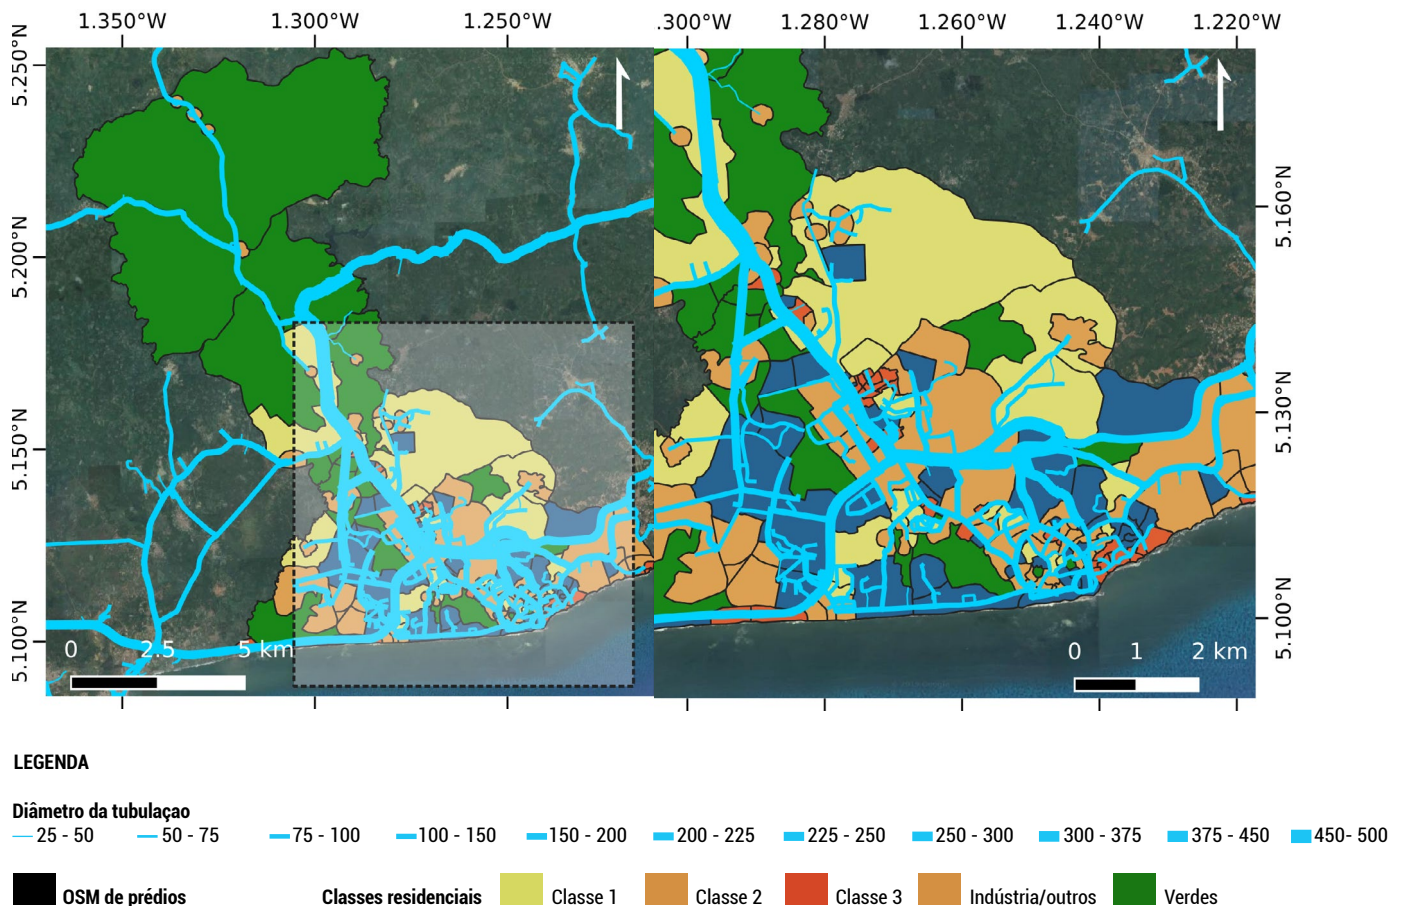 1.350°W 1.300°W 1.250°W
.300°W 1.280°W 1.260°W 1.240°W 1.220°W
5.250°N
5.200°N
5.150°N
5.100°N
5.160°N
5.130°N
5.100°N
0 2.5 5 km
0 1 2 km
LEGENDA
Diâmetro da tubulaçao
25 - 50 50 - 75 75 - 100 100 - 150 150 - 200 200 - 225 225 - 250 250 - 300 300 - 375 375 - 450 450- 500
OSM de prédios Classes residenciais Classe 1 Classe 2 Classe 3 Indústria/outros Verdes